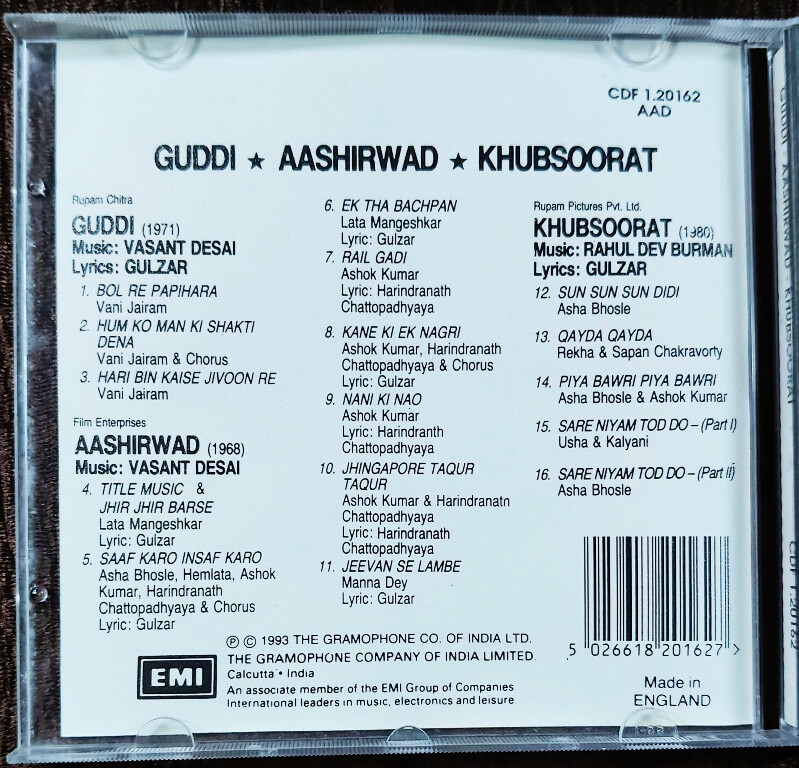 CDF 1.20162
AAD
GUDDI ★ AASHIRWAD ★ KHUBSOORAT
Rupam Chitra
GUDDI (1971)
Music: VASANT DESAI
Lyrics: GULZAR
1. BOL RE PAPIHARA
Vani Jairam
2. HUM KO MAN KI SHAKTI
DENA
Vani Jairam & Chorus
3. HARI BIN KAISE JIVOON RE
Vani Jairam
Film Enterprises
AASHIRWAD (1968)
Music: VASANT DESAI
4. TITLE MUSIC &
JHIR JHIR BARSE
Lata Mangeshkar
Lyric: Gulzar
5. SAAF KARO INSAF KARO
Asha Bhosle, Hemlata, Ashok
Kumar, Harindranath
Chattopadhyaya & Chorus
Lyric: Gulzar
6. EK THA BACHPAN
Lata Mangeshkar
Lyric: Gulzar
7. RAIL GADI
Ashok Kumar
Lyric: Harindranath
Chattopadhyaya
8. KANE KI EK NAGRI
Ashok Kumar, Harindranath
Chattopadhyaya & Chorus
Lyric: Gulzar
9. NANI KI NAO
Ashok Kumar
Lyric: Harindranth
Chattopadhyaya
10. JHINGAPORE TAQUR
TAQUR
Ashok Kumar & Harindranatn
Chattopadhyaya
Lyric: Harindranath
Chattopadhyaya
11. JEEVAN SE LAMBE
Manna Dey
Lyric: Gulzar
Rupam Pictures Pvt. Ltd.
KHUBSOORAT (1980)
Music: RAHUL DEV BURMAN
Lyrics: GULZAR
12. SUN SUN SUN DIDI
Asha Bhosle
13. QAYDA QAYDA
Rekha & Sapan Chakravorty
14. PIYA BAWRI PIYA BAWRI
Asha Bhosle & Ashok Kumar
15. SARE NIYAM TOD DO – (Part I)
Usha & Kalyani
16. SARE NIYAM TOD DO – (Part II)
Asha Bhosle
5 026618 201627 >
Made in
ENGLAND
℗ © 1993 THE GRAMOPHONE CO. OF INDIA LTD.
EMI
THE GRAMOPHONE COMPANY OF INDIA LIMITED.
Calcutta • India
An associate member of the EMI Group of Companies
International leaders in music, electronics and leisure
GUDDI AASHIRWAD KHUBSOORAT
CDF 1.20162